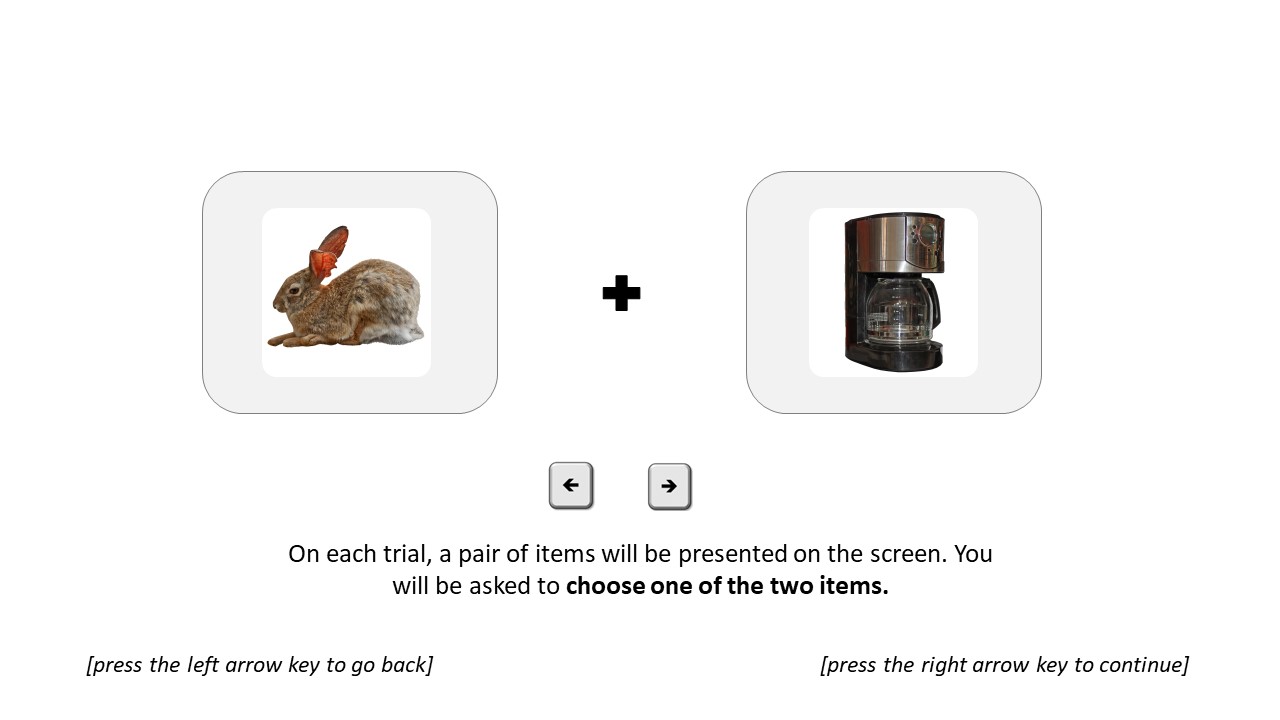 On each trial, a pair of items will be presented on the screen. You
will be asked to choose one of the two items.
[press the left arrow key to go back]
[press the right arrow key to continue]